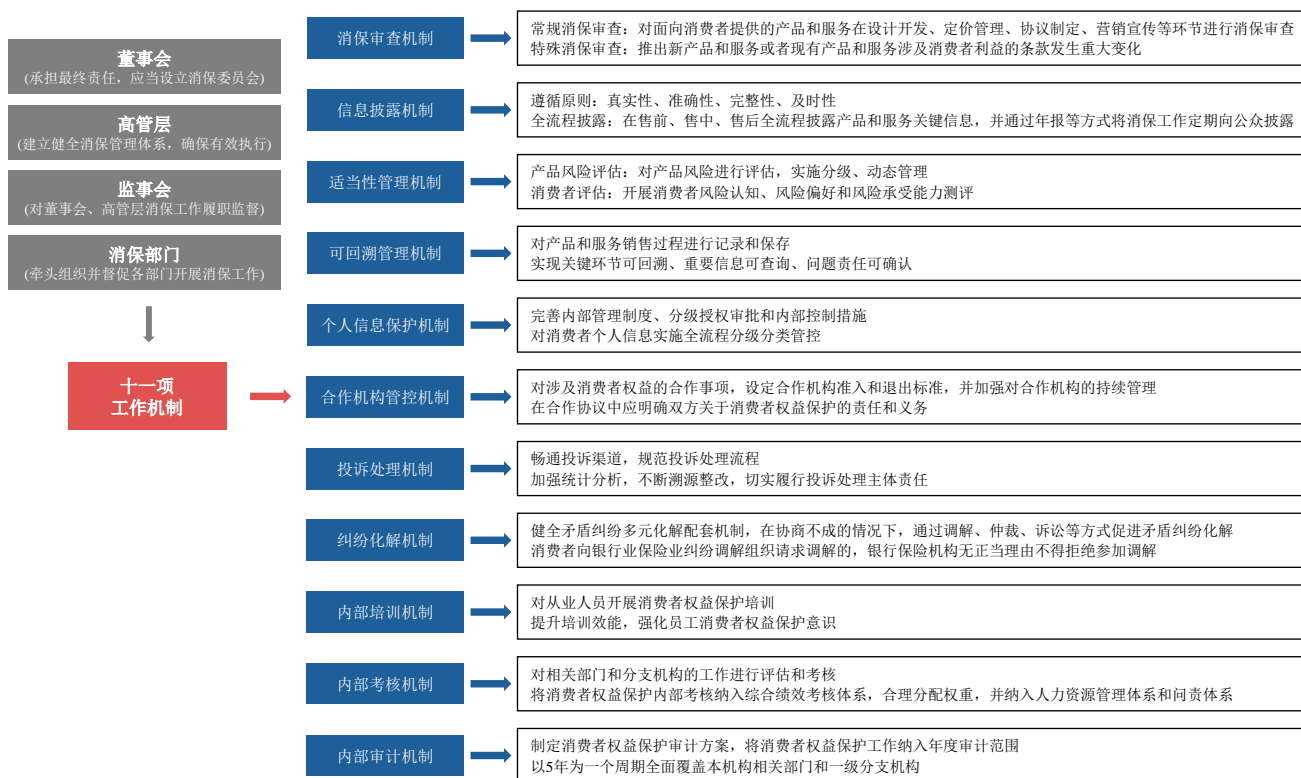 董事会
(承担最终责任，应当设立消保委员会)
高管层
(建立健全消保管理体系，确保有效执行)
监事会
(对董事会、高管层消保工作履职监督)
消保部门
(牵头组织并督促各部门开展消保工作)
十一项
工作机制
消保审查机制
常规消保审查：对面向消费者提供的产品和服务在设计开发、定价管理、协议制定、营销宣传等环节进行消保审查
特殊消保审查：推出新产品和服务或者现有产品和服务涉及消费者利益的条款发生重大变化
信息披露机制
遵循原则：真实性、准确性、完整性、及时性
全流程披露：在售前、售中、售后全流程披露产品和服务关键信息，并通过年报等方式将消保工作定期向公众披露
适当性管理机制
产品风险评估：对产品风险进行评估，实施分级、动态管理
消费者评估：开展消费者风险认知、风险偏好和风险承受能力测评
可回溯管理机制
对产品和服务销售过程进行记录和保存
实现关键环节可回溯、重要信息可查询、问题责任可确认
个人信息保护机制
完善内部管理制度、分级授权审批和内部控制措施
对消费者个人信息实施全流程分级分类管控
合作机构管控机制
对涉及消费者权益的合作事项，设定合作机构准入和退出标准，并加强对合作机构的持续管理
在合作协议中应明确双方关于消费者权益保护的责任和义务
投诉处理机制
畅通投诉渠道，规范投诉处理流程
加强统计分析，不断溯源整改，切实履行投诉处理主体责任
纠纷化解机制
健全矛盾纠纷多元化解配套机制，在协商不成的情况下，通过调解、仲裁、诉讼等方式促进矛盾纠纷化解
消费者向银行业保险业纠纷调解组织请求调解的，银行保险机构无正当理由不得拒绝参加调解
内部培训机制
对从业人员开展消费者权益保护培训
提升培训效能，强化员工消费者权益保护意识
内部考核机制
对相关部门和分支机构的工作进行评估和考核
将消费者权益保护内部考核纳入综合绩效考核体系，合理分配权重，并纳入人力资源管理体系和问责体系
内部审计机制
制定消费者权益保护审计方案，将消费者权益保护工作纳入年度审计范围
以5年为一个周期全面覆盖本机构相关部门和一级分支机构